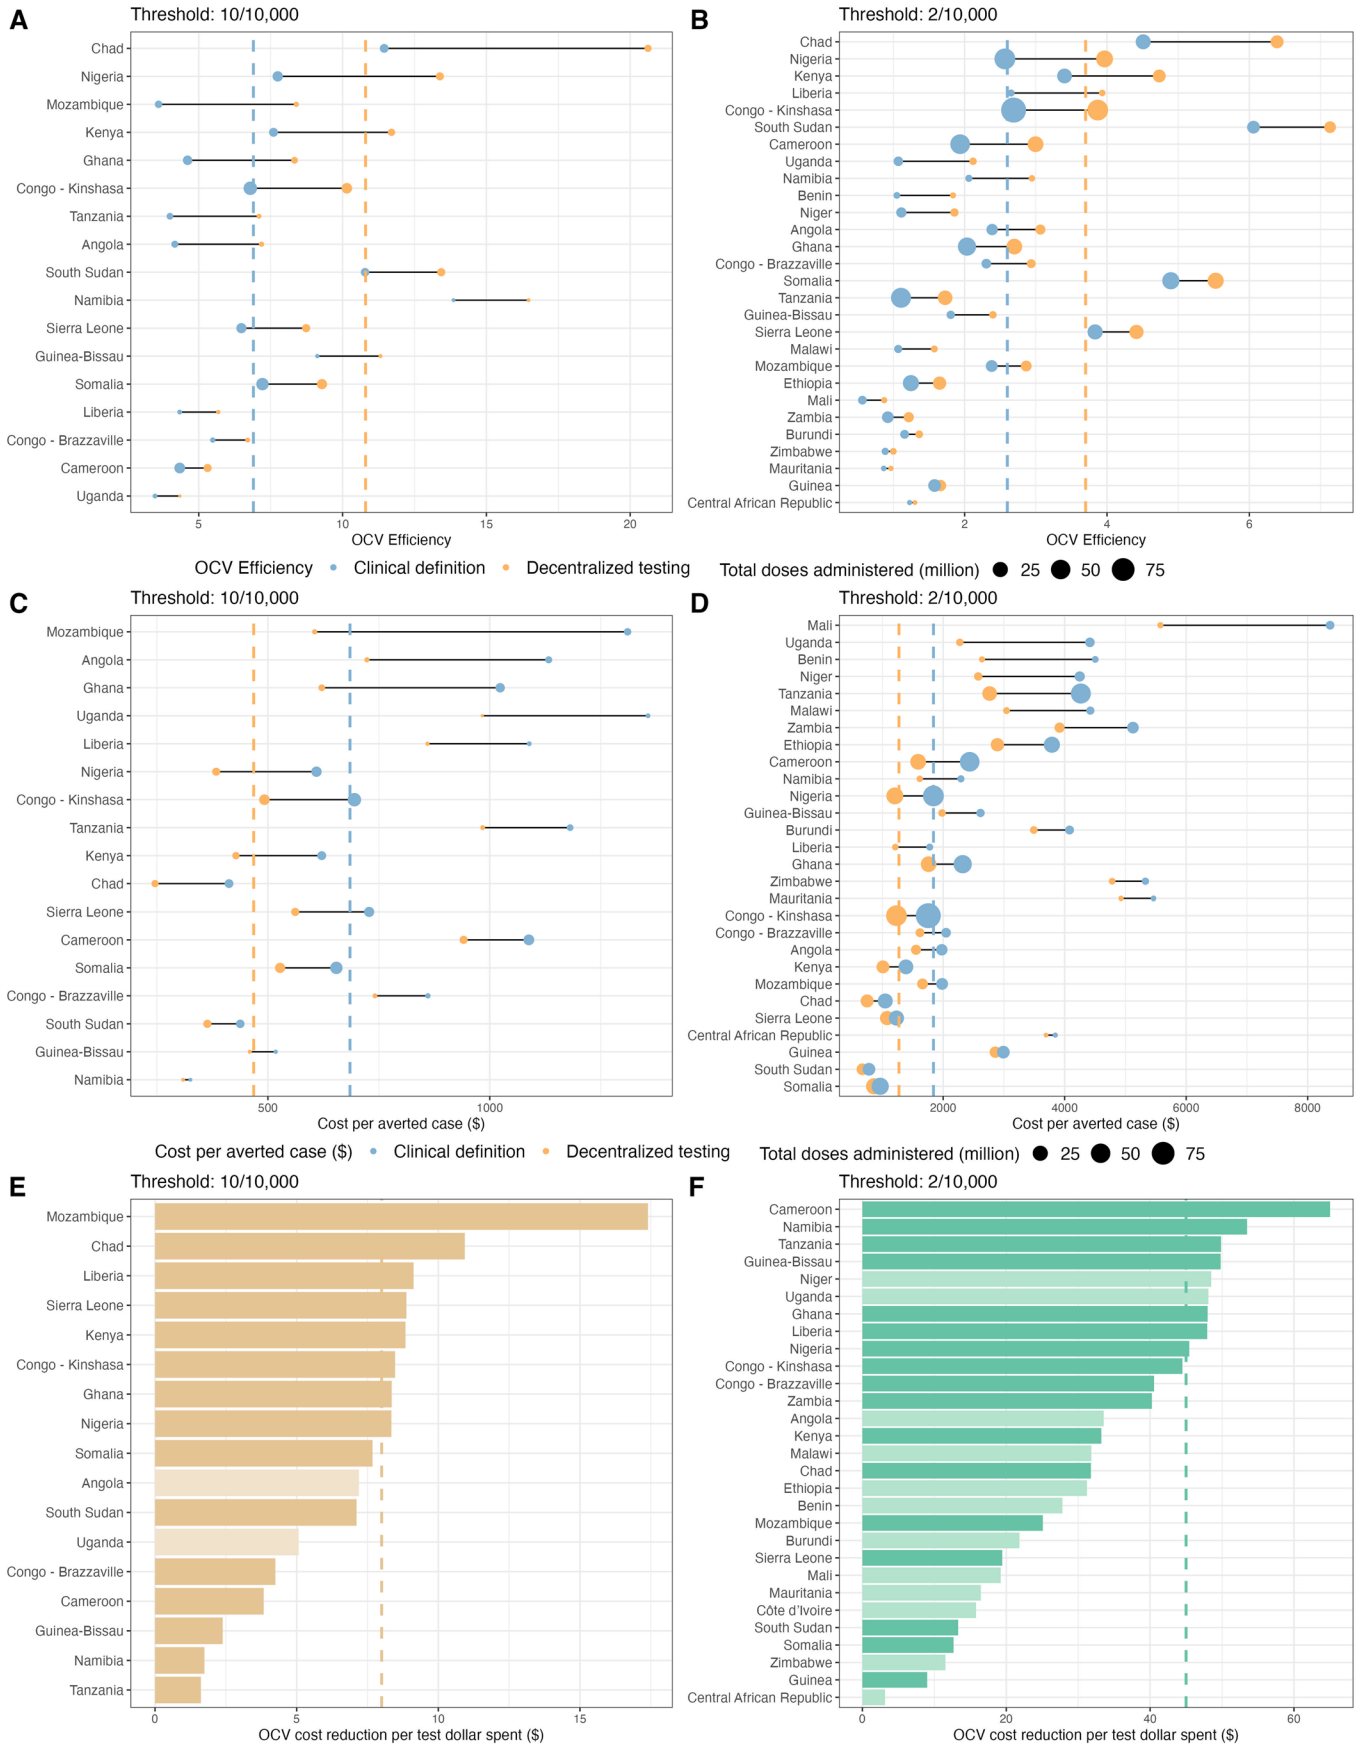 A
Threshold: 10/10,000
Chad
Nigeria
Mozambique
Kenya
Ghana
Congo - Kinshasa
Tanzania
Angola
South Sudan
Namibia
Sierra Leone
Guinea-Bissau
Somalia
Liberia
Congo - Brazzaville
Cameroon
Uganda
5 10 15 20
OCV Efficiency
B
Threshold: 2/10,000
Chad
Nigeria
Kenya
Liberia
Congo - Kinshasa
South Sudan
Cameroon
Uganda
Namibia
Benin
Niger
Angola
Ghana
Congo - Brazzaville
Somalia
Tanzania
Guinea-Bissau
Sierra Leone
Malawi
Mozambique
Ethiopia
Mali
Zambia
Burundi
Zimbabwe
Mauritania
Guinea
Central African Republic
2 4 6
OCV Efficiency
OCV Efficiency Clinical definition Decentralized testing Total doses administered (million) 25 50 75
C
Threshold: 10/10,000
Mozambique
Angola
Ghana
Uganda
Liberia
Nigeria
Congo - Kinshasa
Tanzania
Kenya
Chad
Sierra Leone
Cameroon
Somalia
Congo - Brazzaville
South Sudan
Guinea-Bissau
Namibia
500 1000
Cost per averted case ($)
D
Threshold: 2/10,000
Mali
Uganda
Benin
Niger
Tanzania
Malawi
Zambia
Ethiopia
Cameroon
Namibia
Nigeria
Guinea-Bissau
Burundi
Liberia
Ghana
Zimbabwe
Mauritania
Congo - Kinshasa
Congo - Brazzaville
Angola
Kenya
Mozambique
Chad
Sierra Leone
Central African Republic
Guinea
South Sudan
Somalia
2000 4000 6000 8000
Cost per averted case ($)
Cost per averted case ($) Clinical definition Decentralized testing Total doses administered (million) 25 50 75
E
Threshold: 10/10,000
Mozambique
Chad
Liberia
Sierra Leone
Kenya
Congo - Kinshasa
Ghana
Nigeria
Somalia
Angola
South Sudan
Uganda
Congo - Brazzaville
Cameroon
Guinea-Bissau
Namibia
Tanzania
0 5 10 15
OCV cost reduction per test dollar spent ($)
F
Threshold: 2/10,000
Cameroon
Namibia
Tanzania
Guinea-Bissau
Niger
Uganda
Ghana
Liberia
Nigeria
Congo - Kinshasa
Congo - Brazzaville
Zambia
Angola
Kenya
Malawi
Chad
Ethiopia
Benin
Mozambique
Burundi
Sierra Leone
Mali
Mauritania
Côte d'Ivoire
South Sudan
Somalia
Zimbabwe
Guinea
Central African Republic
0 20 40 60
OCV cost reduction per test dollar spent ($)